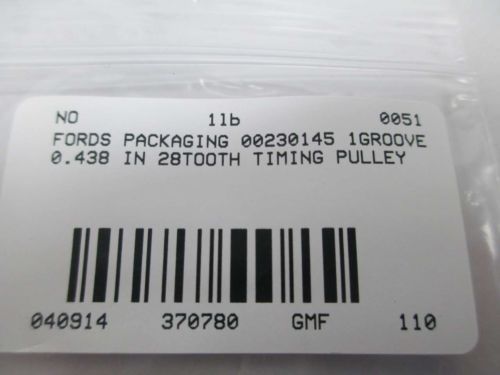 NO 1lb 0051
FORDS PACKAGING 00230145 1GROOVE
0.438 IN 28TOOTH TIMING PULLEY
040914 370780 GMF 110